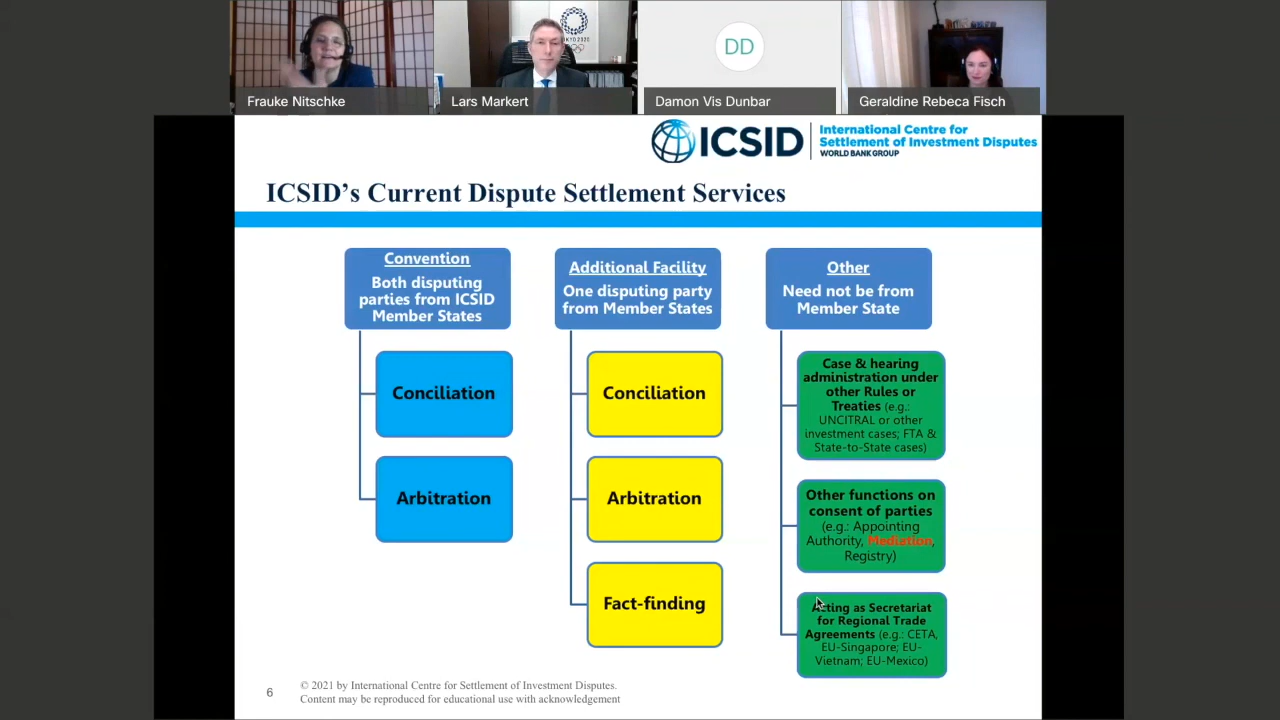 TOKYO 2020
DD
Frauke Nitschke
Lars Markert
Damon Vis Dunbar
Geraldine Rebeca Fisch
ICSID
International Centre for
Settlement of Investment Disputes
WORLD BANK GROUP
ICSID's Current Dispute Settlement Services
Convention
Both disputing
parties from ICSID
Member States
Conciliation
Arbitration
Additional Facility
One disputing party
from Member States
Conciliation
Arbitration
Fact-finding
Other
Need not be from
Member State
Case & hearing
administration under
other Rules or
Treaties (e.g.:
UNCITRAL or other
investment cases; FTA &
State-to-State cases)
Other functions on
consent of parties
(e.g.: Appointing
Authority, Mediation,
Registry)
Acting as Secretariat
for Regional Trade
Agreements (e.g.: CETA,
EU-Singapore; EU-
Vietnam; EU-Mexico)
6
© 2021 by International Centre for Settlement of Investment Disputes.
Content may be reproduced for educational use with acknowledgement